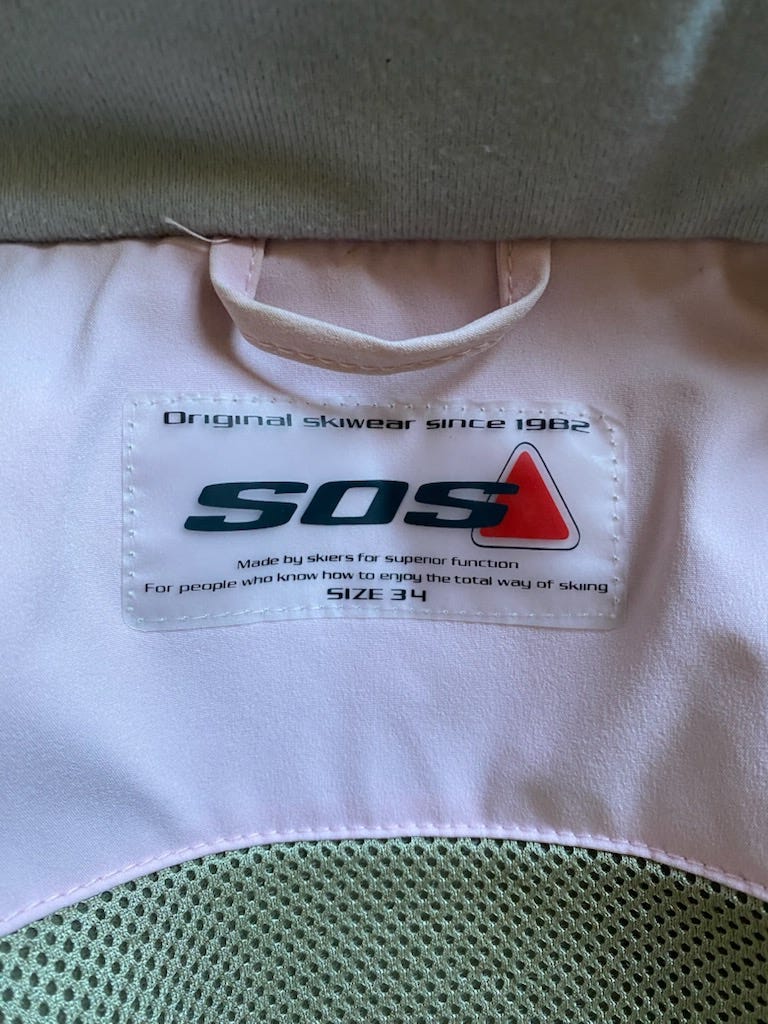 Original skiwear since 1982
SOS
Made by skiers for superior function
For people who know how to enjoy the total way of skiing
SIZE 34